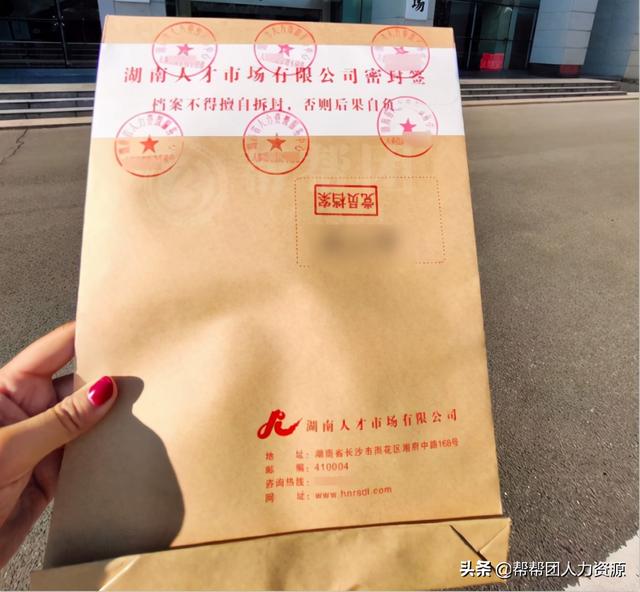 场
湖南人才市场有限公司密封签
档案不得擅自拆封，否则后果自负
党员档案
湖南人才市场有限公司
地 址：湖南省长沙市雨花区湘府中路168号
邮 编：410004
咨询热线：
网 址：www.hnrsdl.com
头条 @帮帮团人力资源